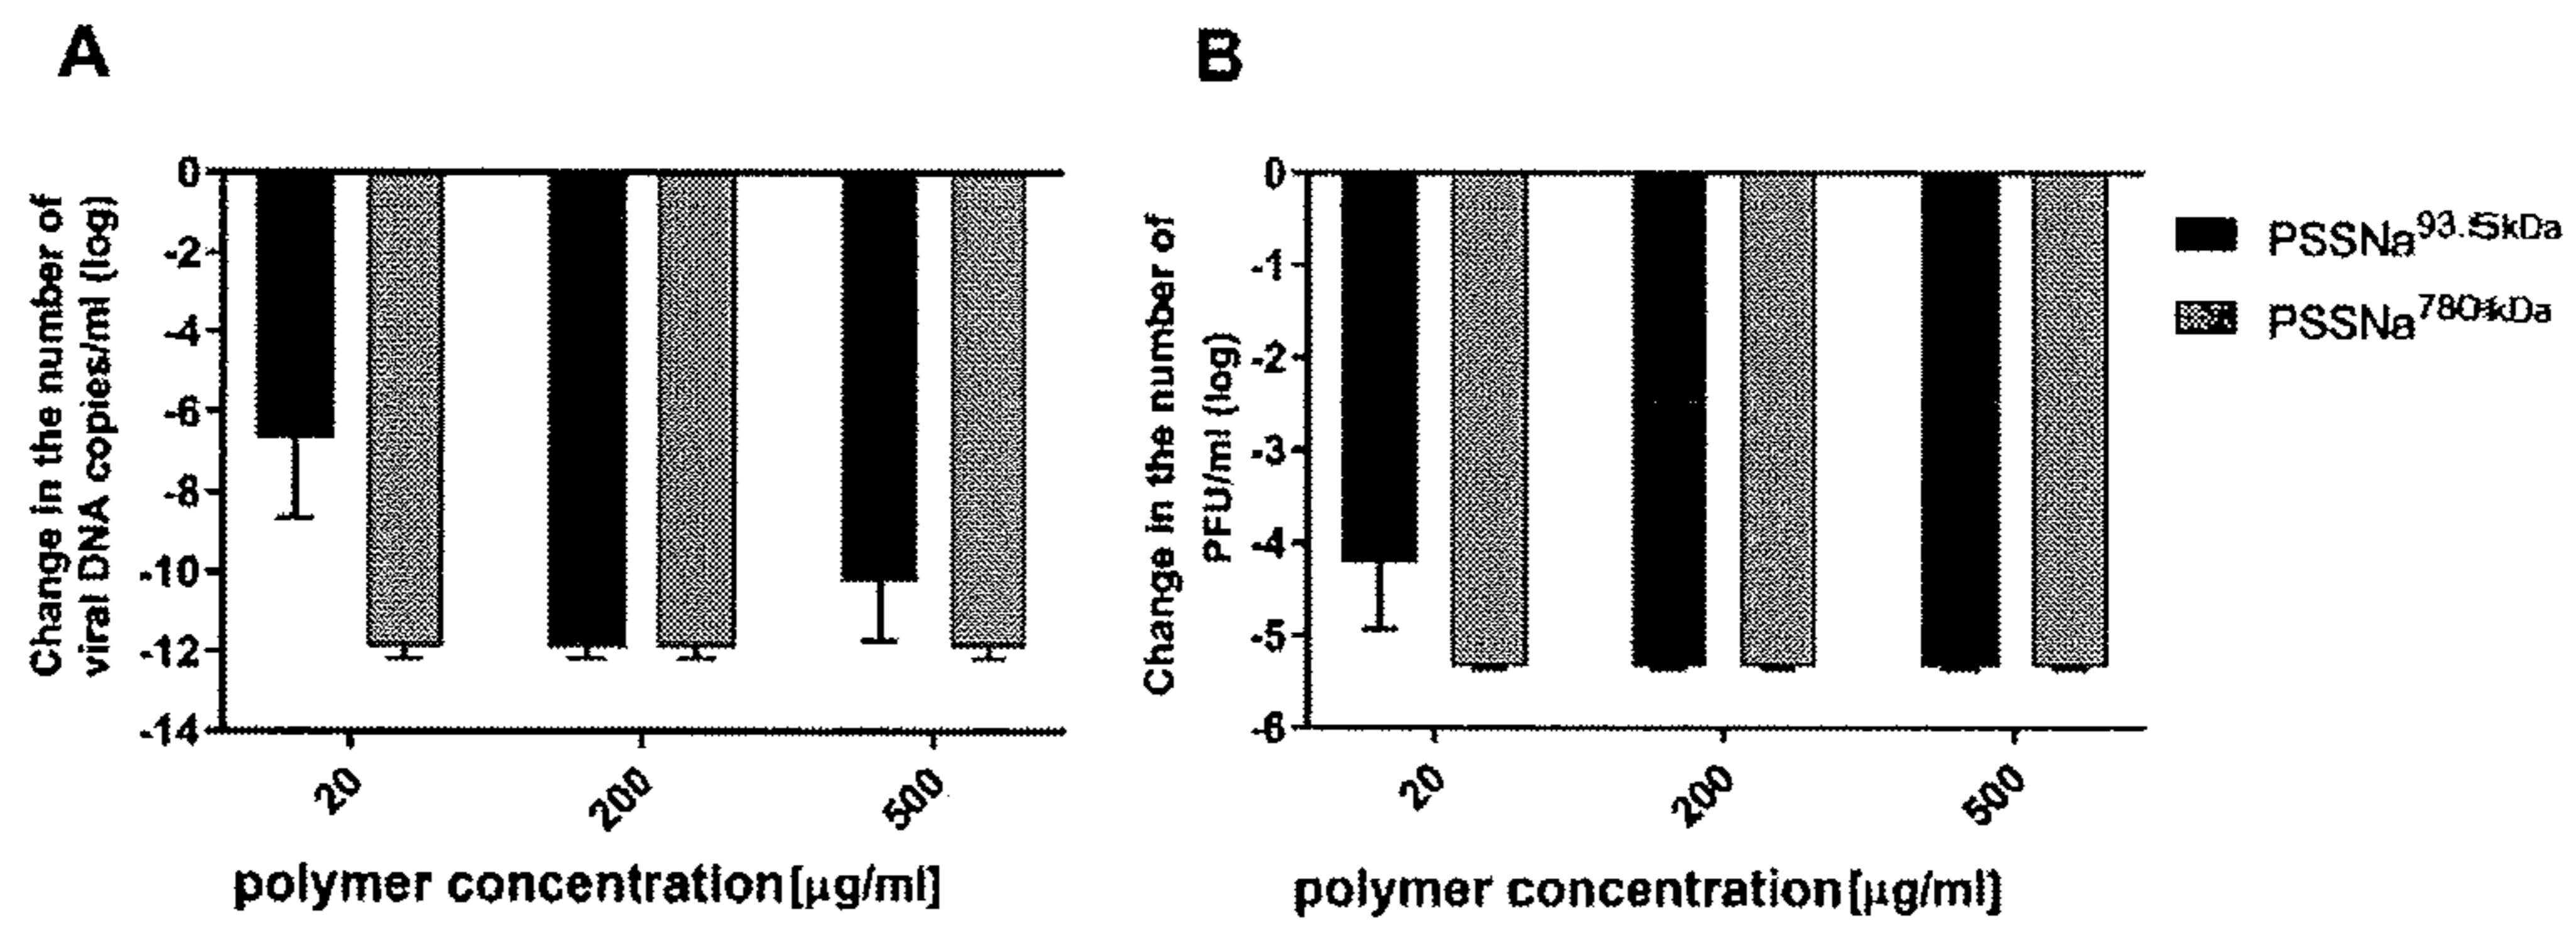 A
Change in the number of
viral DNA copies/ml (log)
0
-2
-4
-6
-8
-10
-12
-14
20
200
500
polymer concentration [μg/ml]
B
Change in the number of
PFU/ml (log)
0
-1
-2
-3
-4
-5
-6
20
200
500
polymer concentration [μg/ml]
PSSNa93.5kDa
PSSNa780kDa